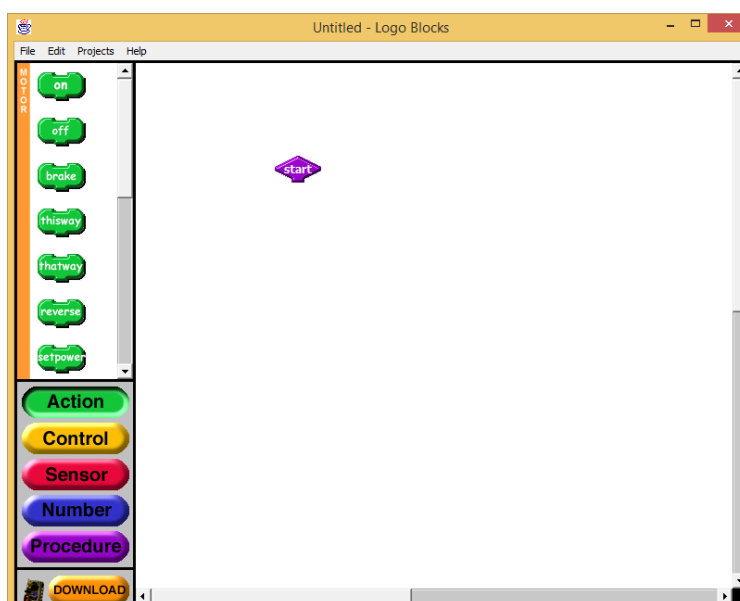 Untitled - Logo Blocks
File Edit Projects Help
MOTOR
on
off
brake
thisway
thatway
reverse
setpower
start
Action
Control
Sensor
Number
Procedure
DOWNLOAD